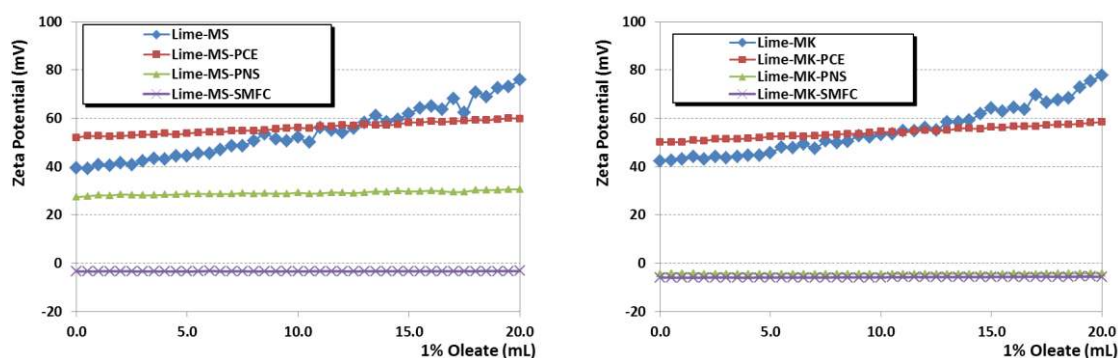 Zeta Potential (mV)
100
80
60
40
20
0
-20
Lime-MS
Lime-MS-PCE
Lime-MS-PNS
Lime-MS-SMFC
0.0 5.0 10.0 15.0 20.0
1% Oleate (mL)
Zeta Potential (mV)
100
80
60
40
20
0
-20
Lime-MK
Lime-MK-PCE
Lime-MK-PNS
Lime-MK-SMFC
0.0 5.0 10.0 15.0 20.0
1% Oleate (mL)